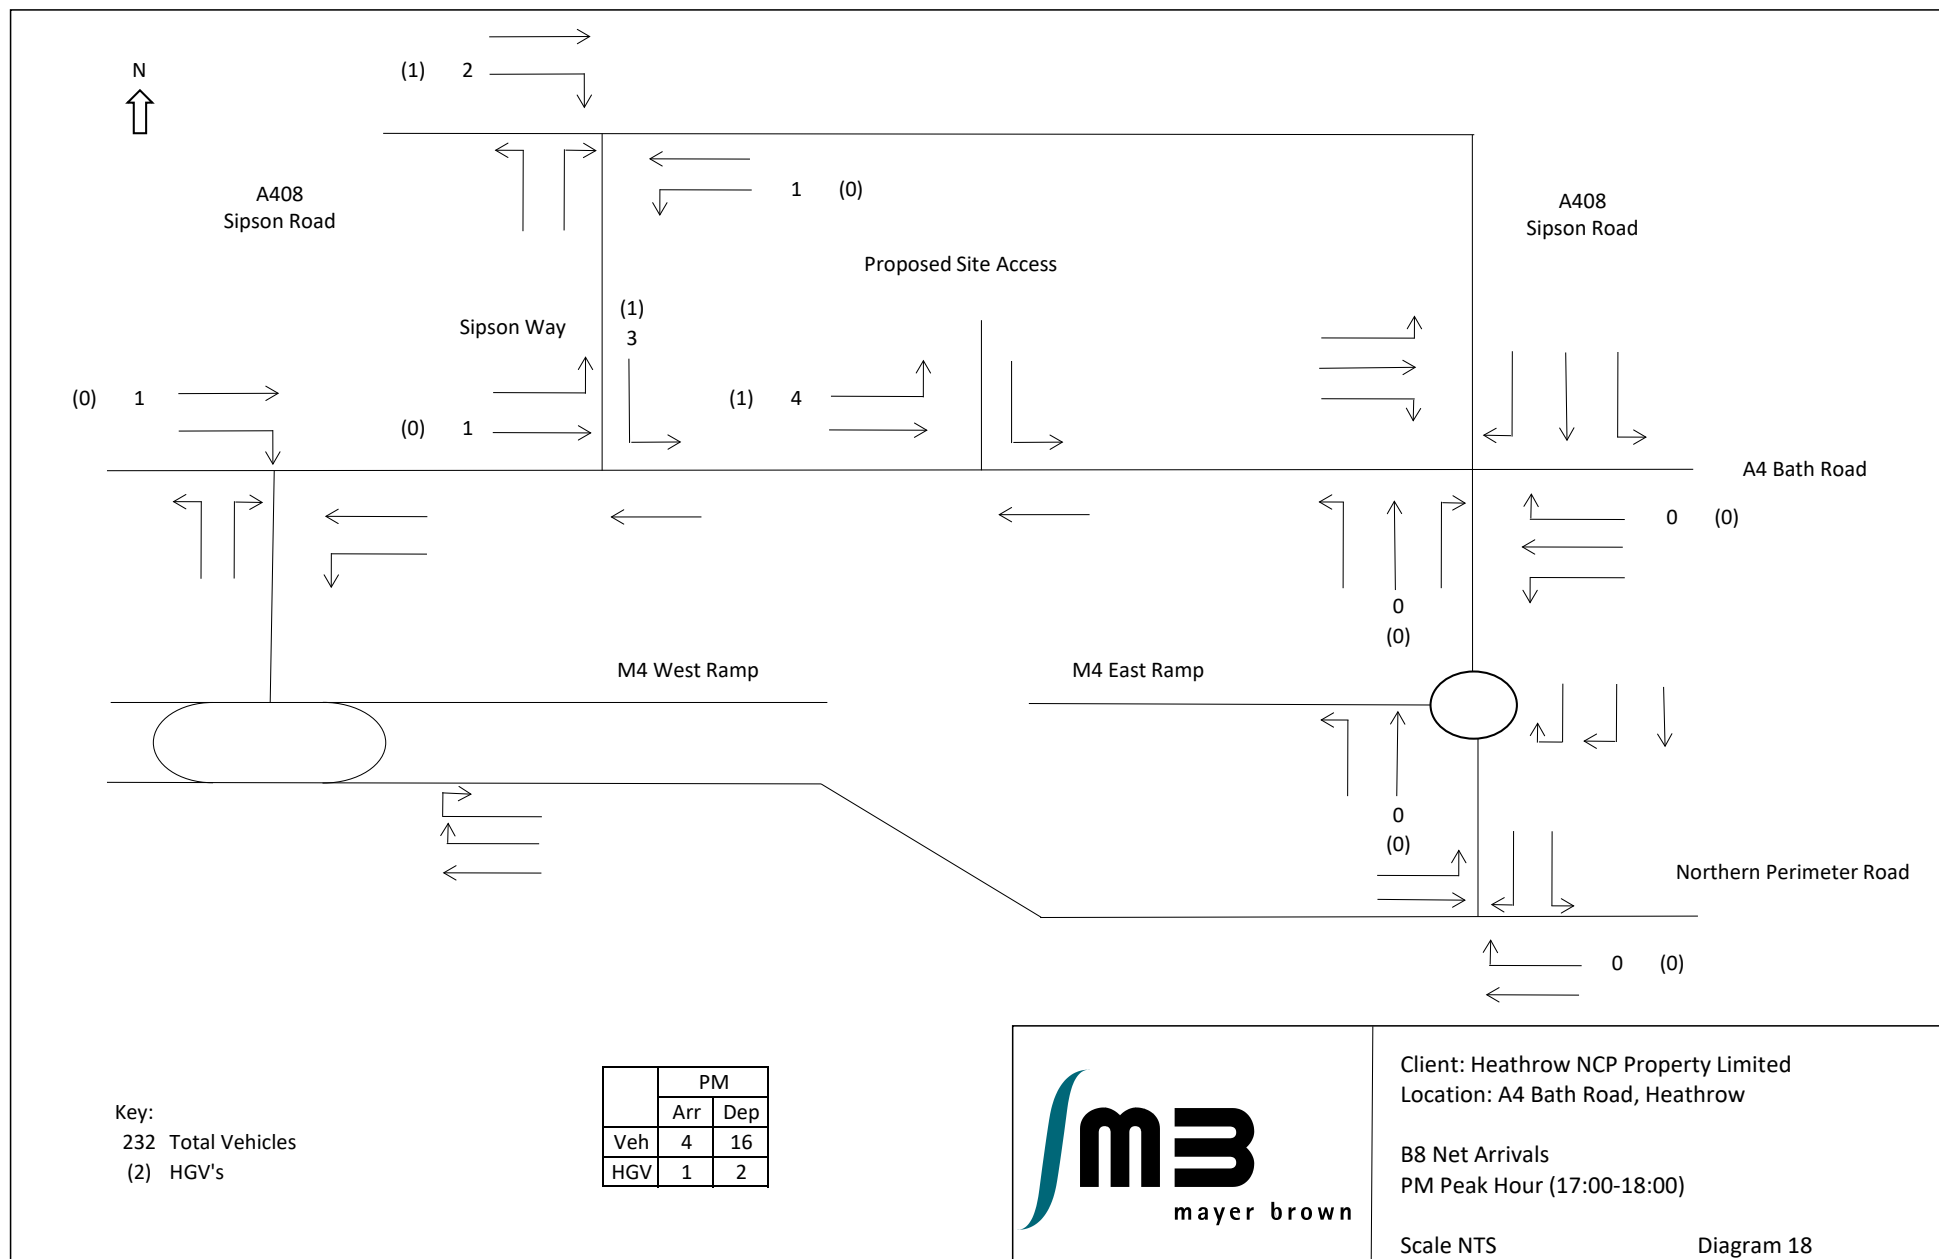 N
(1) 2
A408
Sipson Road
1 (0)
A408
Sipson Road
Proposed Site Access
Sipson Way
(1)
3
(0) 1
(0) 1
(1) 4
A4 Bath Road
0 (0)
0
(0)
M4 West Ramp
M4 East Ramp
0
(0)
Northern Perimeter Road
0 (0)
Key:
232 Total Vehicles
(2) HGV's
PM
Arr Dep
Veh 4 16
HGV 1 2
mB
mayer brown
Client: Heathrow NCP Property Limited
Location: A4 Bath Road, Heathrow
B8 Net Arrivals
PM Peak Hour (17:00-18:00)
Scale NTS Diagram 18